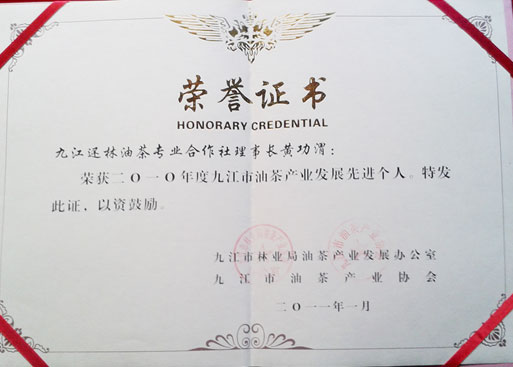 荣誉证书
HONORARY CREDENTIAL
九江送林油茶专业合作社理事长黄功渭:
荣获二〇一〇年度九江市油茶产业发展先进个人。特发
此证,以资鼓励。
九江市林业局油茶产业发展办公室
九江市油茶产业协会
二〇一一年一月